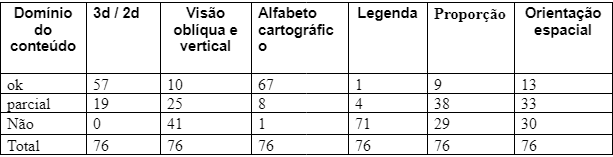 Domínio do conteúdo | 3d / 2d | Visão oblíqua e vertical | Alfabeto cartográfico | Legenda | Proporção | Orientação espacial
ok | 57 | 10 | 67 | 1 | 9 | 13
parcial | 19 | 25 | 8 | 4 | 38 | 33
Não | 0 | 41 | 1 | 71 | 29 | 30
Total | 76 | 76 | 76 | 76 | 76 | 76